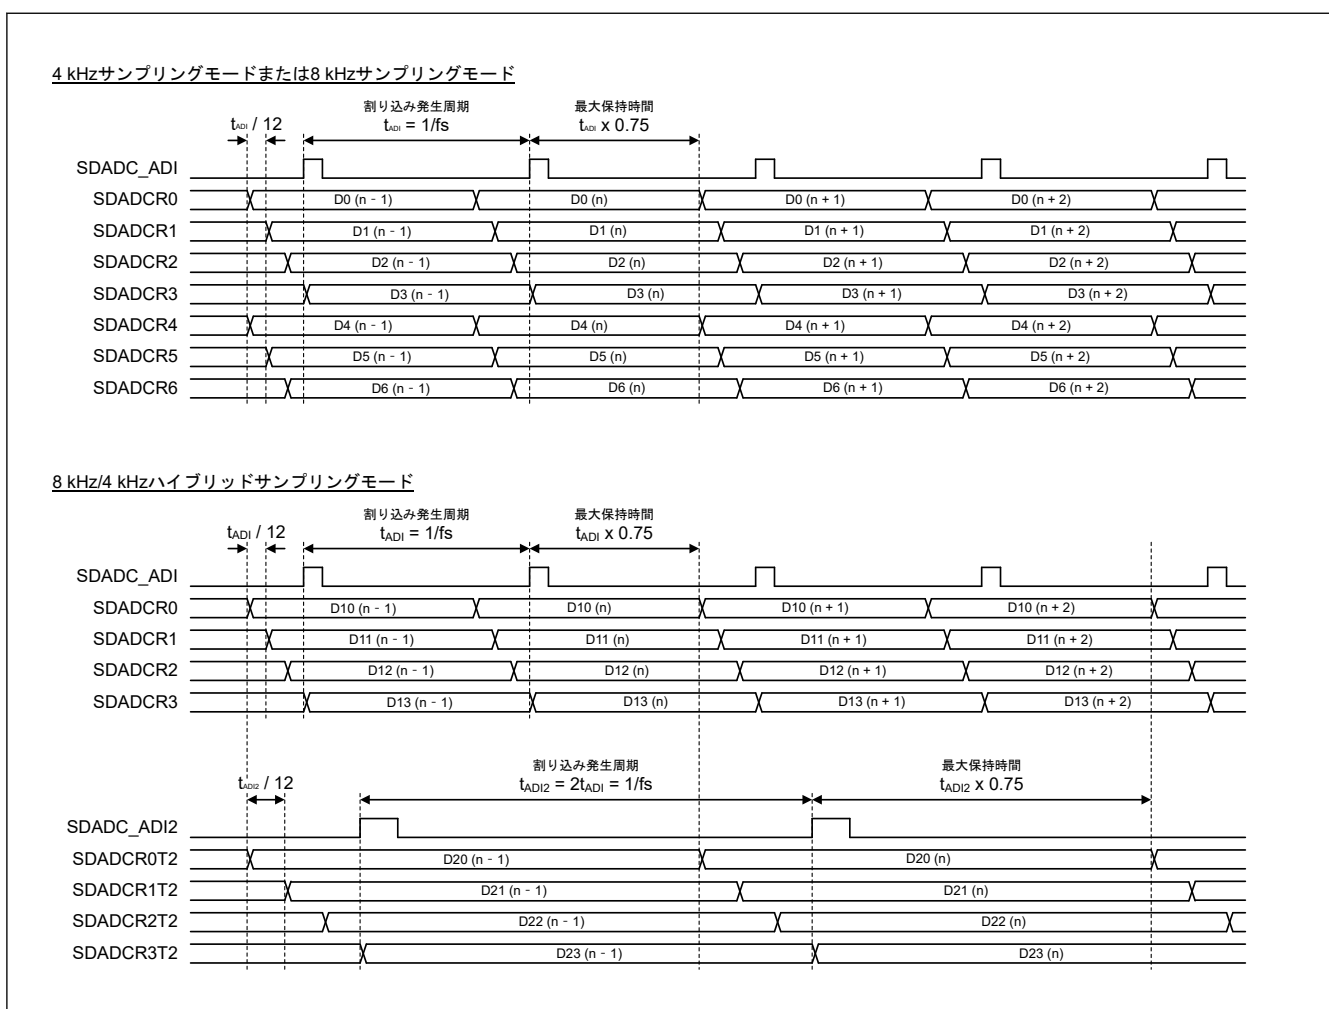 4 kHzサンプリングモードまたは8 kHzサンプリングモード
割り込み発生周期 最大保持時間
tADI / 12 tADI = 1/fs tADI x 0.75
SDADC_ADI
SDADCR0 D0 (n - 1) D0 (n) D0 (n + 1) D0 (n + 2)
SDADCR1 D1 (n - 1) D1 (n) D1 (n + 1) D1 (n + 2)
SDADCR2 D2 (n - 1) D2 (n) D2 (n + 1) D2 (n + 2)
SDADCR3 D3 (n - 1) D3 (n) D3 (n + 1) D3 (n + 2)
SDADCR4 D4 (n - 1) D4 (n) D4 (n + 1) D4 (n + 2)
SDADCR5 D5 (n - 1) D5 (n) D5 (n + 1) D5 (n + 2)
SDADCR6 D6 (n - 1) D6 (n) D6 (n + 1) D6 (n + 2)
8 kHz/4 kHzハイブリッドサンプリングモード
割り込み発生周期 最大保持時間
tADI / 12 tADI = 1/fs tADI x 0.75
SDADC_ADI
SDADCR0 D10 (n - 1) D10 (n) D10 (n + 1) D10 (n + 2)
SDADCR1 D11 (n - 1) D11 (n) D11 (n + 1) D11 (n + 2)
SDADCR2 D12 (n - 1) D12 (n) D12 (n + 1) D12 (n + 2)
SDADCR3 D13 (n - 1) D13 (n) D13 (n + 1) D13 (n + 2)
割り込み発生周期 最大保持時間
tADI2 / 12 tADI2 = 2tADI = 1/fs tADI2 x 0.75
SDADC_ADI2
SDADCR0T2 D20 (n - 1) D20 (n)
SDADCR1T2 D21 (n - 1) D21 (n)
SDADCR2T2 D22 (n - 1) D22 (n)
SDADCR3T2 D23 (n - 1) D23 (n)